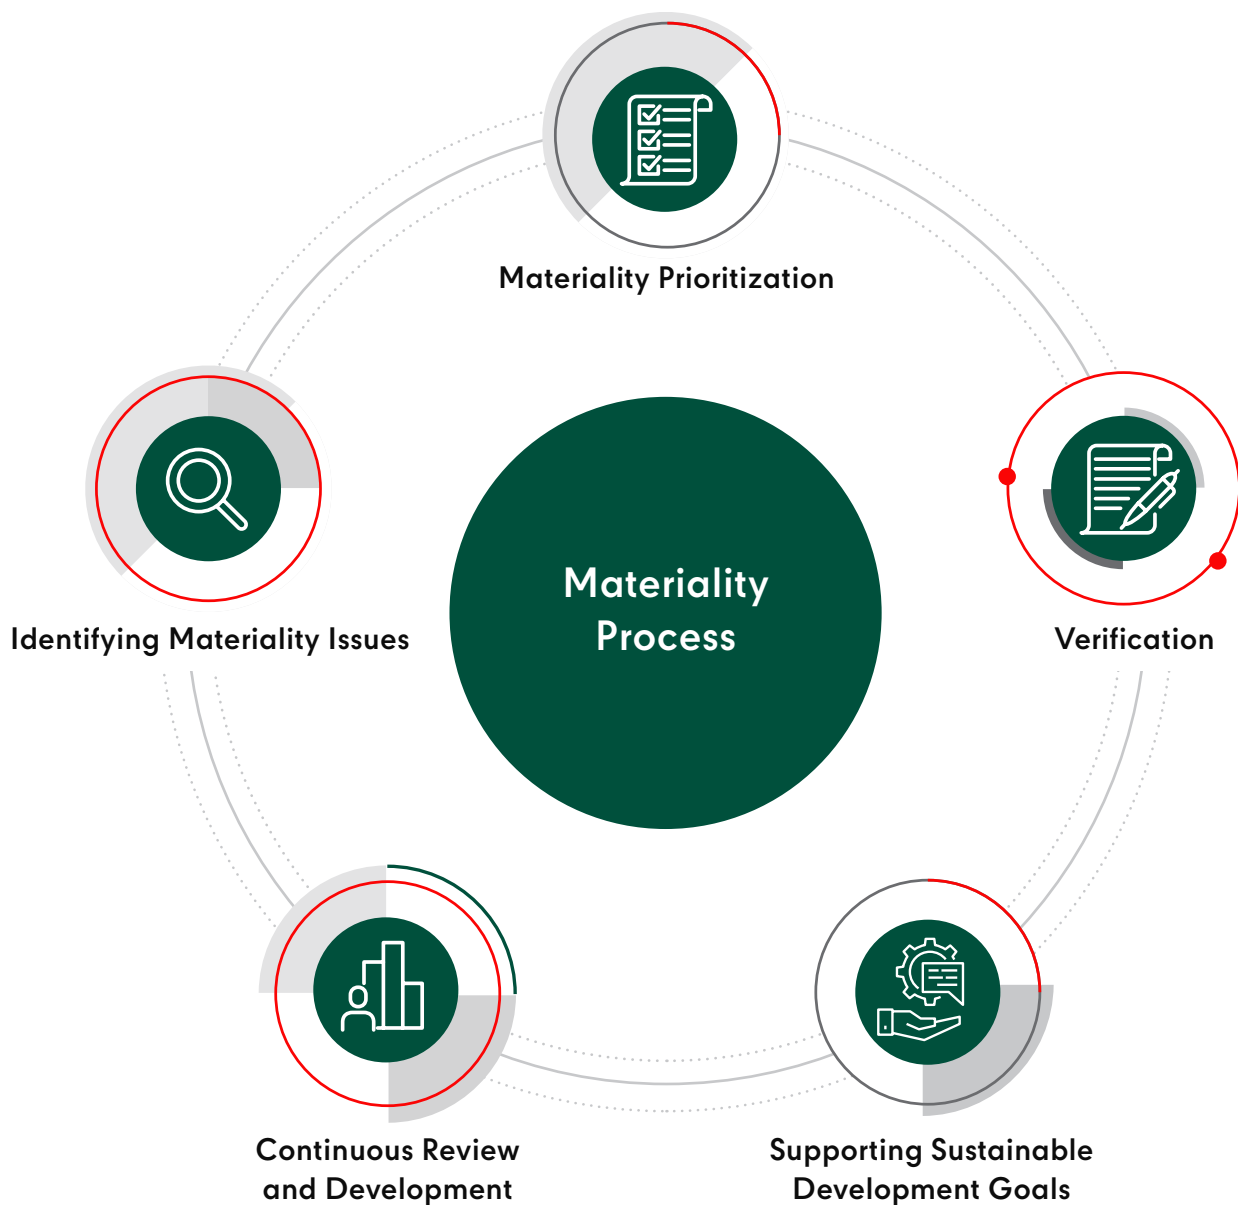 Materiality Prioritization
Identifying Materiality Issues
Materiality
Process
Verification
Continuous Review
and Development
Supporting Sustainable
Development Goals